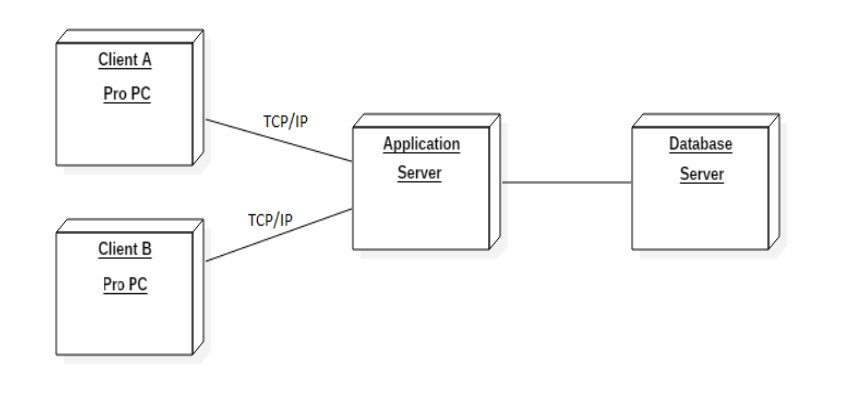 Client A
Pro PC
TCP/IP
Application
Server
Database
Server
TCP/IP
Client B
Pro PC